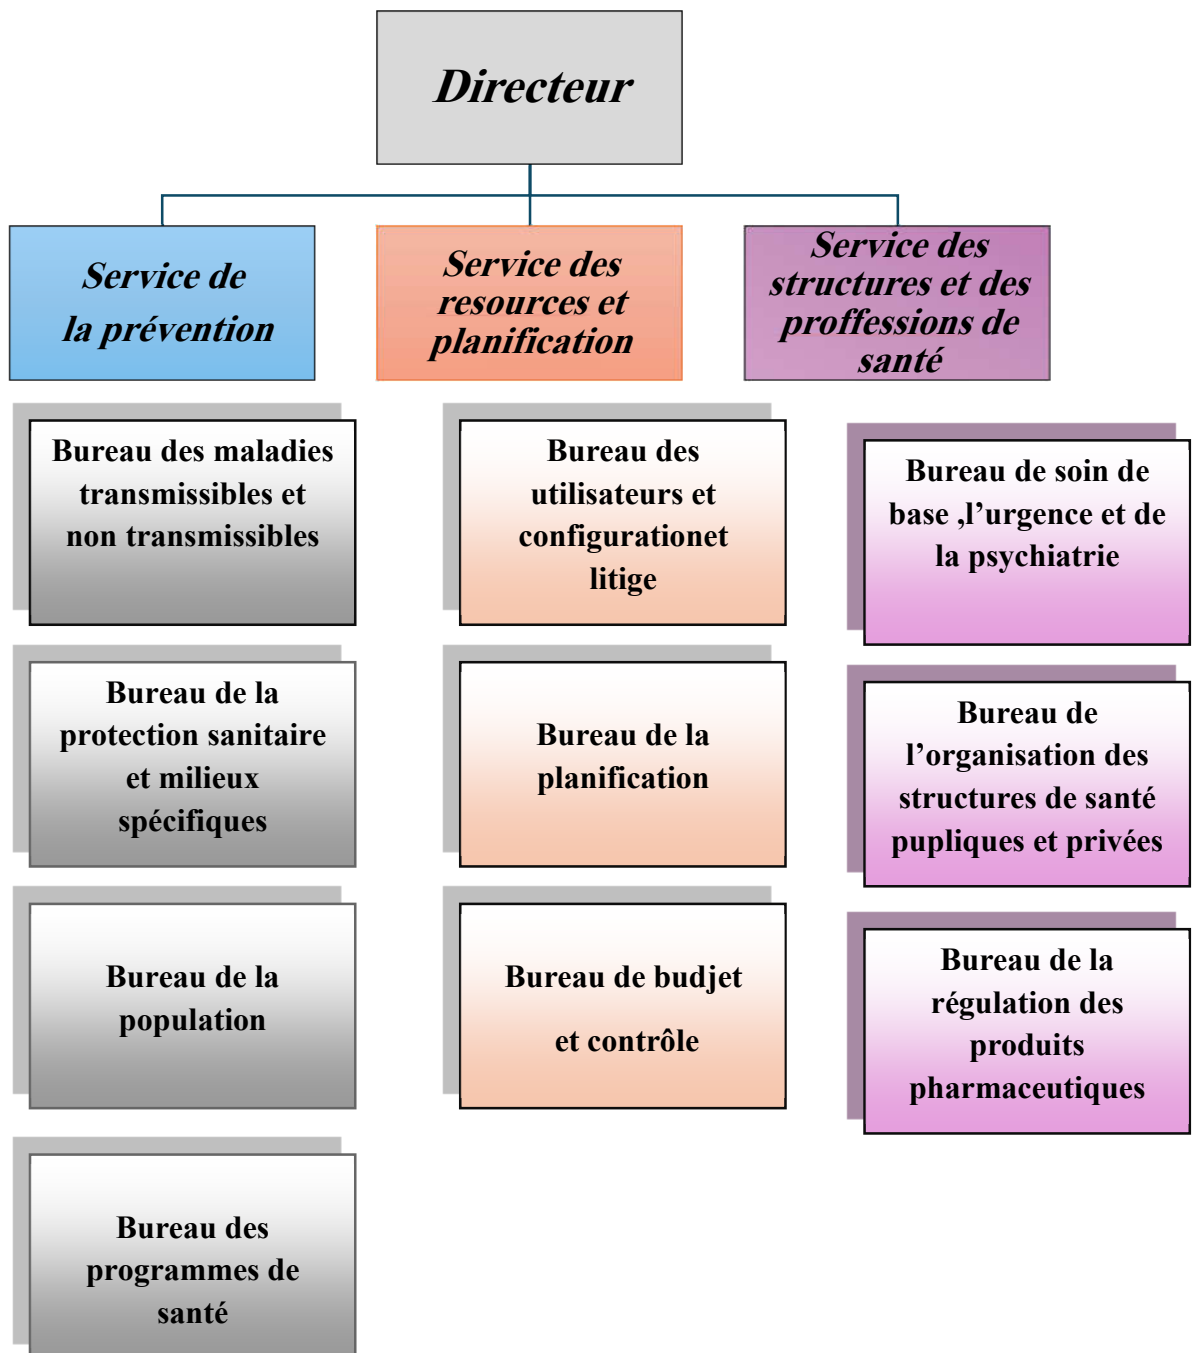 Directeur
Service de
la prévention
Service des
resources et
planification
Service des
structures et des
proffessions de
santé
Bureau des maladies
transmissibles et
non transmissibles
Bureau de la
protection sanitaire
et milieux
spécifiques
Bureau de la
population
Bureau des
programmes de
santé
Bureau des
utilisateurs et
configurationet
litige
Bureau de la
planification
Bureau de budjet
et contrôle
Bureau de soin de
base ,l’urgence et de
la psychiatrie
Bureau de
l’organisation des
structures de santé
pupliques et privées
Bureau de la
régulation des
produits
pharmaceutiques